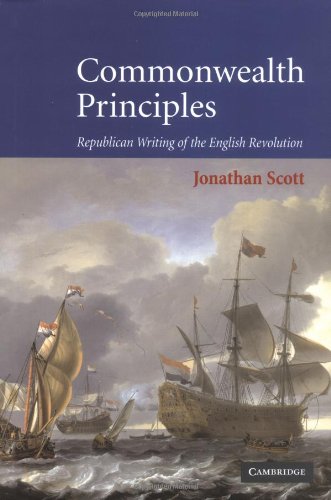 Commonwealth
Principles
Republican Writing of the English Revolution
Jonathan Scott
CAMBRIDGE